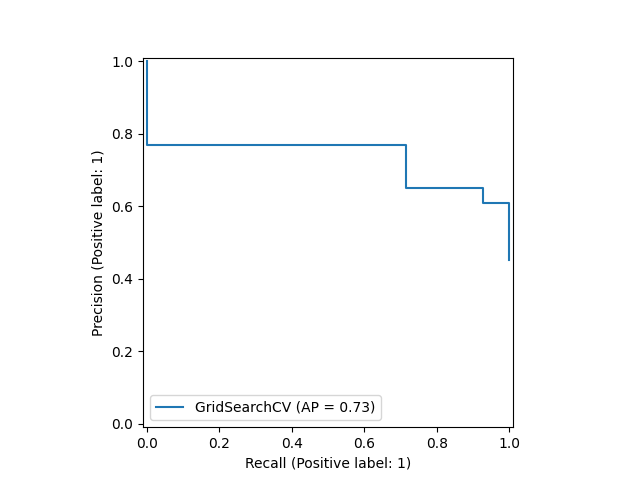 1.0
0.8
0.6
0.4
0.2
0.0
Precision (Positive label: 1)
GridSearchCV (AP = 0.73)
0.0 0.2 0.4 0.6 0.8 1.0
Recall (Positive label: 1)